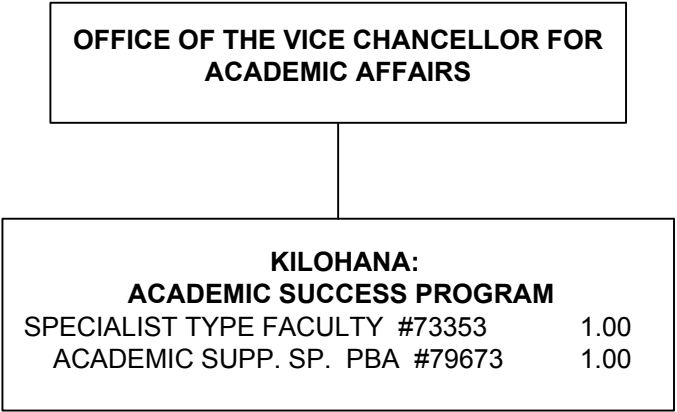 OFFICE OF THE VICE CHANCELLOR FOR
ACADEMIC AFFAIRS
KILOHANA:
ACADEMIC SUCCESS PROGRAM
SPECIALIST TYPE FACULTY #73353 1.00
ACADEMIC SUPP. SP. PBA #79673 1.00